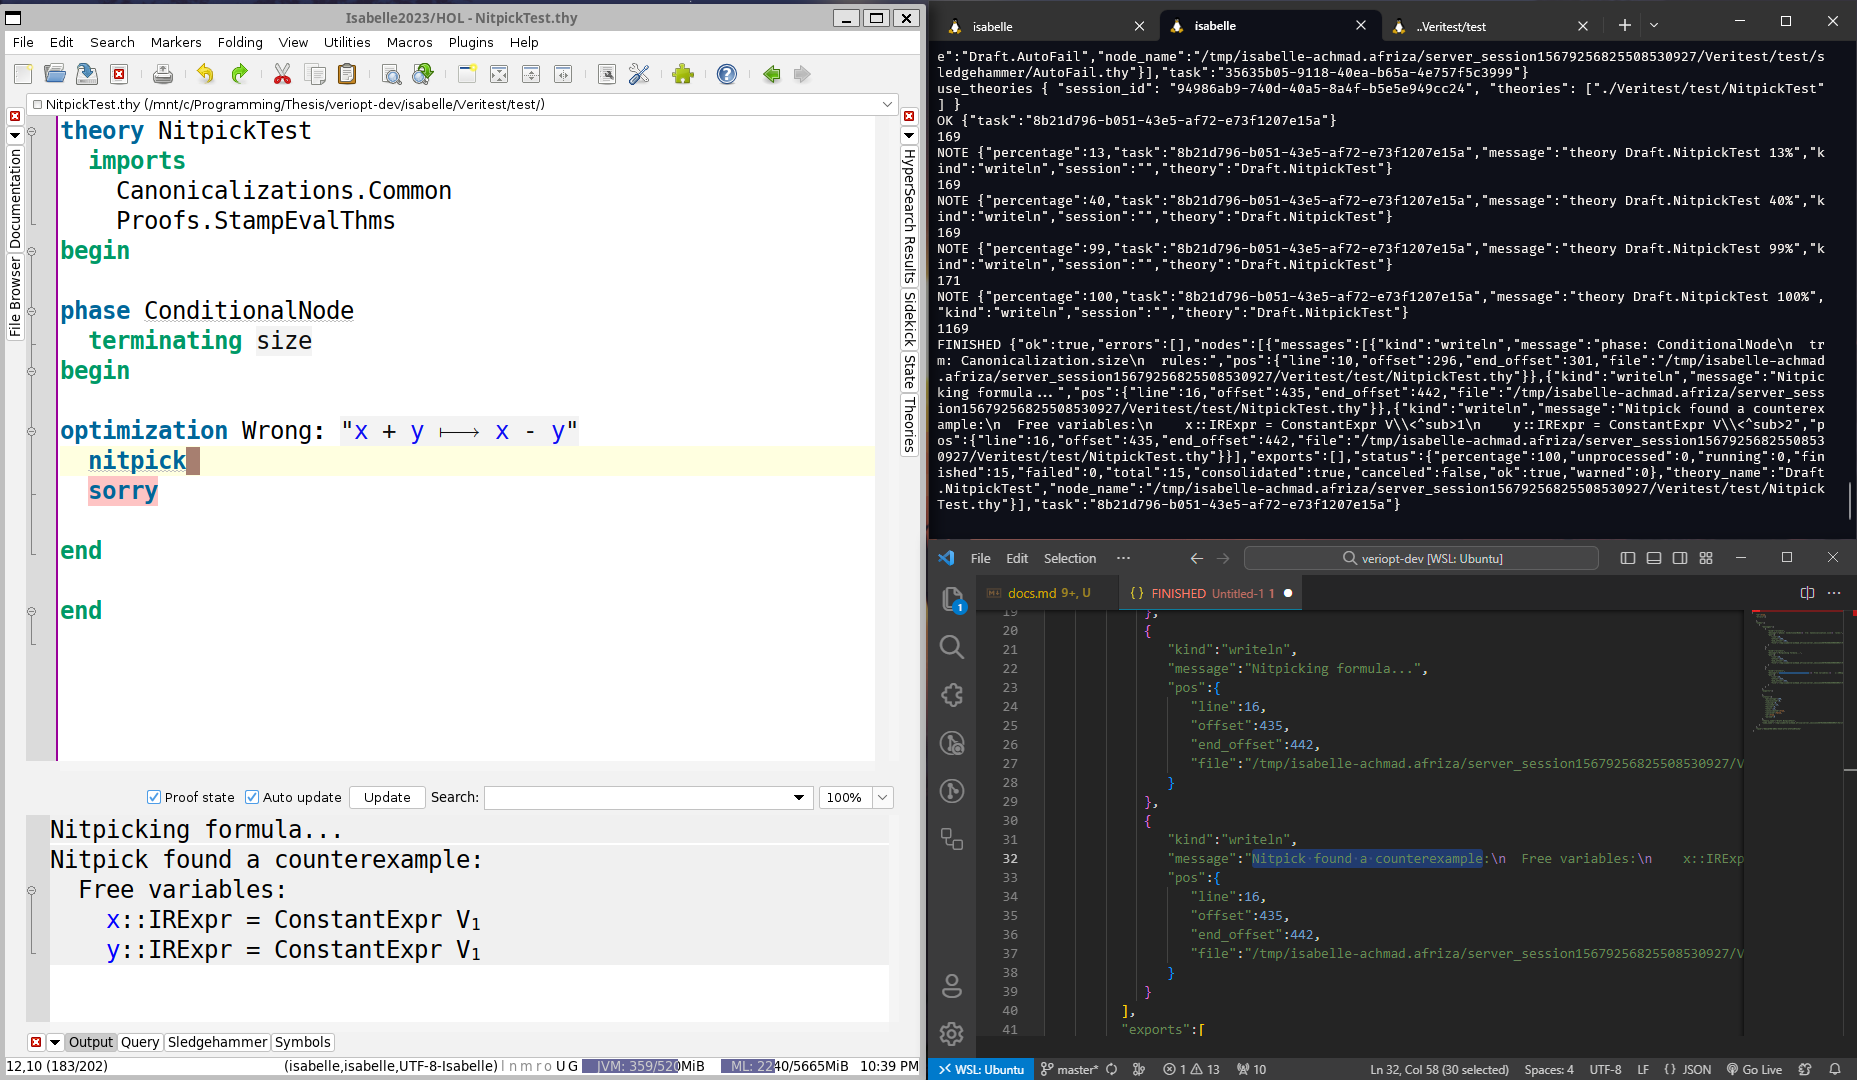 Isabelle2023/HOL - NitpickTest.thy
File Edit Search Markers Folding View Utilities Macros Plugins Help
NitpickTest.thy (/mnt/c/Programming/Thesis/veriopt-dev/isabelle/Veritest/test/)
Documentation
File Browser
theory NitpickTest
imports
Canonicalizations.Common
Proofs.StampEvalThms
begin
phase ConditionalNode
terminating size
begin
optimization Wrong: "x + y ⟼ x - y"
nitpick
sorry
end
end
HyperSearch Results
Sidekick
State
Theories
Proof state Auto update Update Search: 100%
Nitpicking formula...
Nitpick found a counterexample:
Free variables:
x::IRExpr = ConstantExpr V₁
y::IRExpr = ConstantExpr V₁
Output Query Sledgehammer Symbols
12,10 (183/202) (isabelle,isabelle,UTF-8-Isabelle) l n m r o U G JVM: 359/520MiB ML: 2240/5665MiB 10:39 PM
isabelle isabelle ..Veritest/test
e":"Draft.AutoFail","node_name":"/tmp/isabelle-achmad.afriza/server_session15679256825508530927/Veritest/test/s
ledgehammer/AutoFail.thy"}],"task":"35635b05-9118-40ea-b65a-4e757f5c3999"}
use_theories { "session_id": "94986ab9-740d-40a5-8a4f-b5e5e949cc24", "theories": ["./Veritest/test/NitpickTest"
] }
OK {"task":"8b21d796-b051-43e5-af72-e73f1207e15a"}
169
NOTE {"percentage":13,"task":"8b21d796-b051-43e5-af72-e73f1207e15a","message":"theory Draft.NitpickTest 13%","k
ind":"writeln","session":"","theory":"Draft.NitpickTest"}
169
NOTE {"percentage":40,"task":"8b21d796-b051-43e5-af72-e73f1207e15a","message":"theory Draft.NitpickTest 40%","k
ind":"writeln","session":"","theory":"Draft.NitpickTest"}
169
NOTE {"percentage":99,"task":"8b21d796-b051-43e5-af72-e73f1207e15a","message":"theory Draft.NitpickTest 99%","k
ind":"writeln","session":"","theory":"Draft.NitpickTest"}
171
NOTE {"percentage":100,"task":"8b21d796-b051-43e5-af72-e73f1207e15a","message":"theory Draft.NitpickTest 100%",
"kind":"writeln","session":"","theory":"Draft.NitpickTest"}
1169
FINISHED {"ok":true,"errors":[],"nodes":[{"messages":[{"kind":"writeln","message":"phase: ConditionalNode\n  tr
m: Canonicalization.size\n  rules:","pos":{"line":10,"offset":296,"end_offset":301,"file":"/tmp/isabelle-achmad
.afriza/server_session15679256825508530927/Veritest/test/NitpickTest.thy"}},{"kind":"writeln","message":"Nitpic
king formula...","pos":{"line":16,"offset":435,"end_offset":442,"file":"/tmp/isabelle-achmad.afriza/server_sess
ion15679256825508530927/Veritest/test/NitpickTest.thy"}},{"kind":"writeln","message":"Nitpick found a counterex
ample:\n  Free variables:\n    x::IRExpr = ConstantExpr V\\<^sub>1\n    y::IRExpr = ConstantExpr V\\<^sub>2","p
os":{"line":16,"offset":435,"end_offset":442,"file":"/tmp/isabelle-achmad.afriza/server_session1567925682550853
0927/Veritest/test/NitpickTest.thy"}}],"exports":[],"status":{"percentage":100,"unprocessed":0,"running":0,"fin
ished":15,"failed":0,"total":15,"consolidated":true,"canceled":false,"ok":true,"warned":0},"theory_name":"Draft
.NitpickTest","node_name":"/tmp/isabelle-achmad.afriza/server_session15679256825508530927/Veritest/test/Nitpick
Test.thy"}],"task":"8b21d796-b051-43e5-af72-e73f1207e15a"}
File Edit Selection ··· veriopt-dev [WSL: Ubuntu]
1
docs.md 9+, U {} FINISHED Untitled-1 1
19 },
20 {
21 "kind":"writeln",
22 "message":"Nitpicking formula...",
23 "pos":{
24 "line":16,
25 "offset":435,
26 "end_offset":442,
27 "file":"/tmp/isabelle-achmad.afriza/server_session15679256825508530927/V
28 }
29 },
30 {
31 "kind":"writeln",
32 "message":"Nitpick found a counterexample:\n  Free variables:\n    x::IRExp
33 "pos":{
34 "line":16,
35 "offset":435,
36 "end_offset":442,
37 "file":"/tmp/isabelle-achmad.afriza/server_session15679256825508530927/V
38 }
39 }
40 ],
41 "exports":[
WSL: Ubuntu master* 1 13 10 Ln 32, Col 58 (30 selected) Spaces: 4 UTF-8 LF {} JSON Go Live